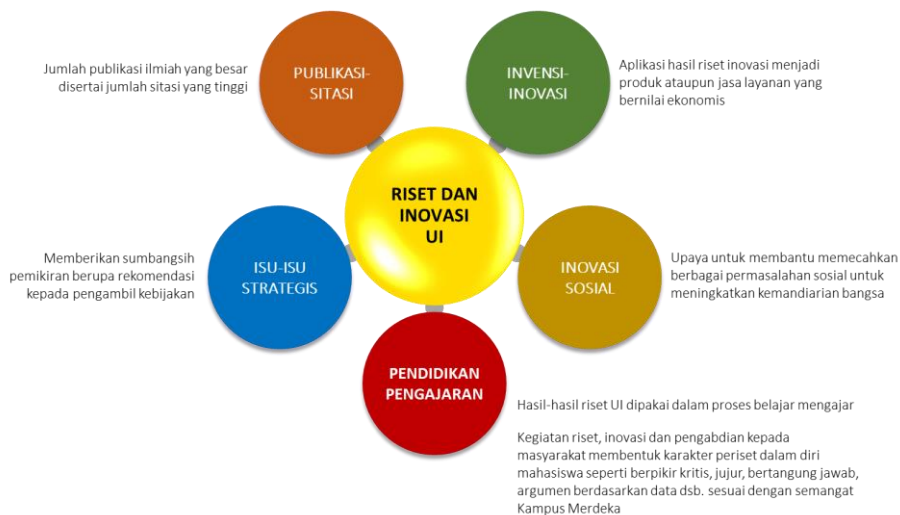 Jumlah publikasi ilmiah yang besar
disertai jumlah sitasi yang tinggi
PUBLIKASI-
SITASI
INVENSI-
INOVASI
Aplikasi hasil riset inovasi menjadi
produk ataupun jasa layanan yang
bernilai ekonomis
RISET DAN
INOVASI
UI
Memberikan sumbangsih
pemikiran berupa rekomendasi
kepada pengambil kebijakan
ISU-ISU
STRATEGIS
INOVASI
SOSIAL
Upaya untuk membantu memecahkan
berbagai permasalahan sosial untuk
meningkatkan kemandiarian bangsa
PENDIDIKAN
PENGAJARAN
Hasil-hasil riset UI dipakai dalam proses belajar mengajar
Kegiatan riset, inovasi dan pengabdian kepada
masyarakat membentuk karakter periset dalam diri
mahasiswa seperti berpikir kritis, jujur, bertangung jawab,
argumen berdasarkan data dsb. sesuai dengan semangat
Kampus Merdeka